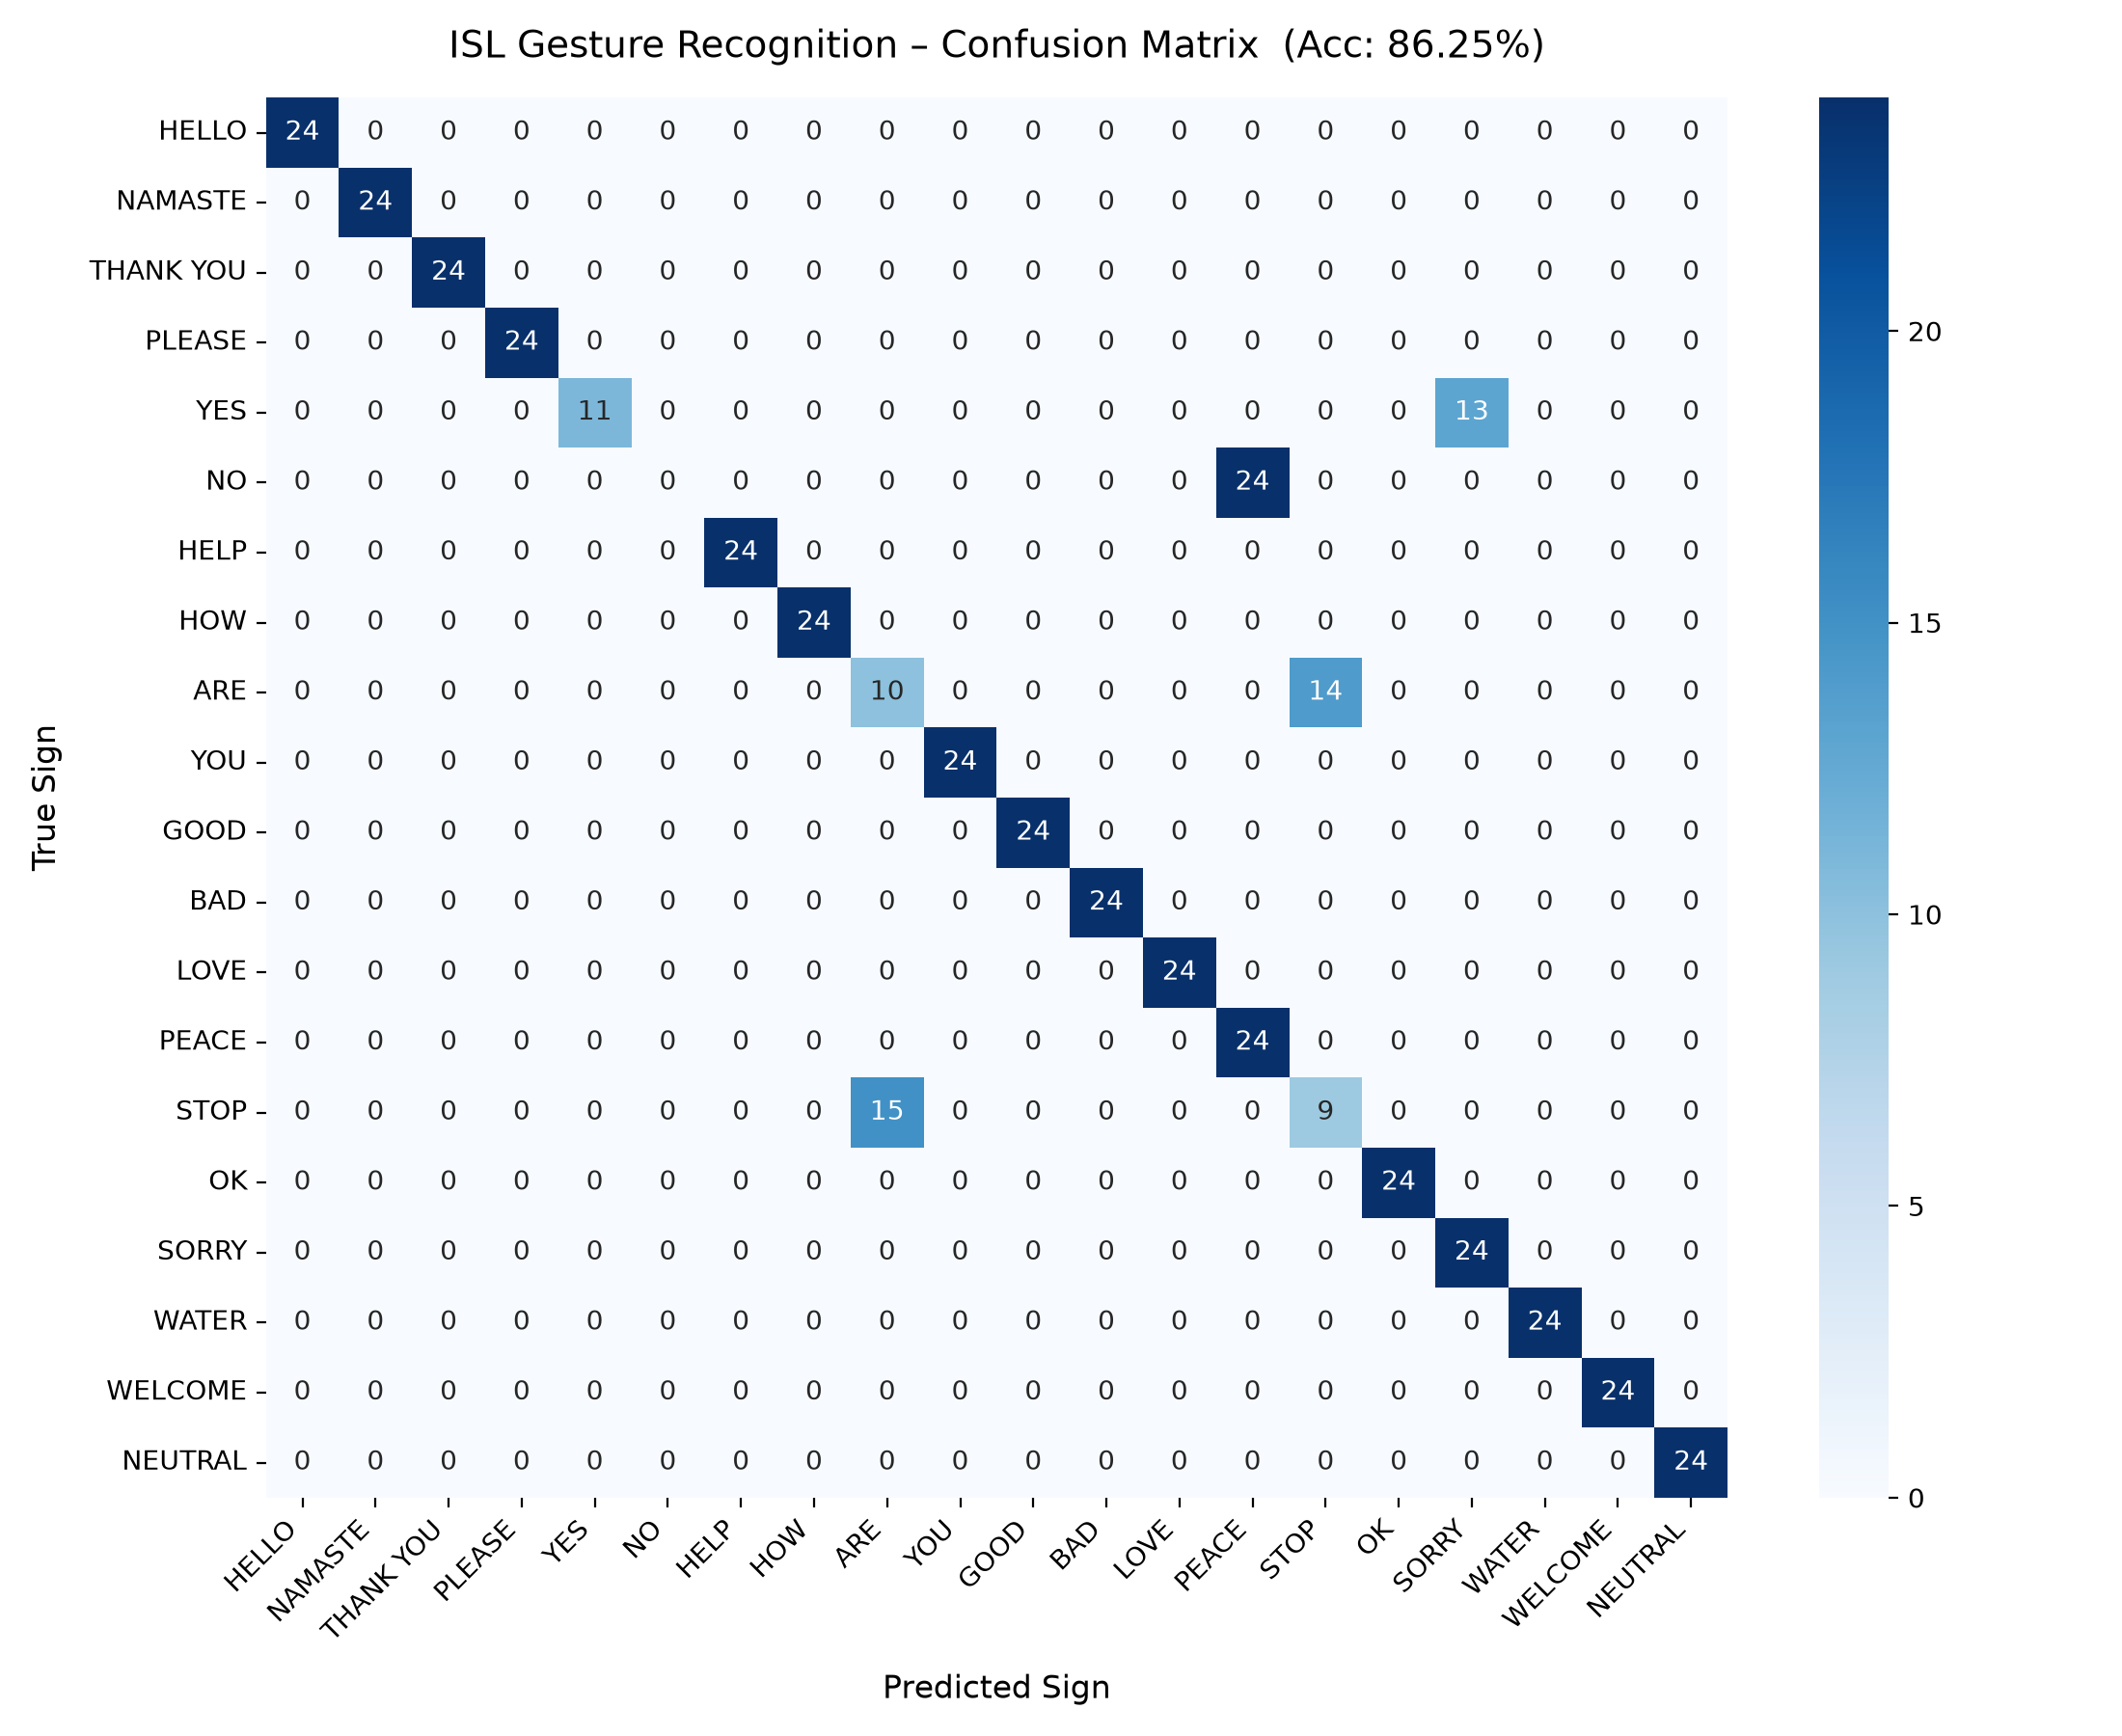 ISL Gesture Recognition – Confusion Matrix (Acc: 86.25%)
HELLO 24 0 0 0 0 0 0 0 0 0 0 0 0 0 0 0 0 0 0 0
NAMASTE 0 24 0 0 0 0 0 0 0 0 0 0 0 0 0 0 0 0 0 0
THANK YOU 0 0 24 0 0 0 0 0 0 0 0 0 0 0 0 0 0 0 0 0
PLEASE 0 0 0 24 0 0 0 0 0 0 0 0 0 0 0 0 0 0 0 0
YES 0 0 0 0 11 0 0 0 0 0 0 0 0 0 0 0 13 0 0 0
NO 0 0 0 0 0 0 0 0 0 0 0 0 0 24 0 0 0 0 0 0
HELP 0 0 0 0 0 0 24 0 0 0 0 0 0 0 0 0 0 0 0 0
HOW 0 0 0 0 0 0 0 24 0 0 0 0 0 0 0 0 0 0 0 0
ARE 0 0 0 0 0 0 0 0 10 0 0 0 0 0 14 0 0 0 0 0
YOU 0 0 0 0 0 0 0 0 0 24 0 0 0 0 0 0 0 0 0 0
GOOD 0 0 0 0 0 0 0 0 0 0 24 0 0 0 0 0 0 0 0 0
BAD 0 0 0 0 0 0 0 0 0 0 0 24 0 0 0 0 0 0 0 0
LOVE 0 0 0 0 0 0 0 0 0 0 0 0 24 0 0 0 0 0 0 0
PEACE 0 0 0 0 0 0 0 0 0 0 0 0 0 24 0 0 0 0 0 0
STOP 0 0 0 0 0 0 0 0 15 0 0 0 0 0 9 0 0 0 0 0
OK 0 0 0 0 0 0 0 0 0 0 0 0 0 0 0 24 0 0 0 0
SORRY 0 0 0 0 0 0 0 0 0 0 0 0 0 0 0 0 24 0 0 0
WATER 0 0 0 0 0 0 0 0 0 0 0 0 0 0 0 0 0 24 0 0
WELCOME 0 0 0 0 0 0 0 0 0 0 0 0 0 0 0 0 0 0 24 0
NEUTRAL 0 0 0 0 0 0 0 0 0 0 0 0 0 0 0 0 0 0 0 24
HELLO NAMASTE THANK YOU PLEASE YES NO HELP HOW ARE YOU GOOD BAD LOVE PEACE STOP OK SORRY WATER WELCOME NEUTRAL
Predicted Sign
True Sign
20
15
10
5
0